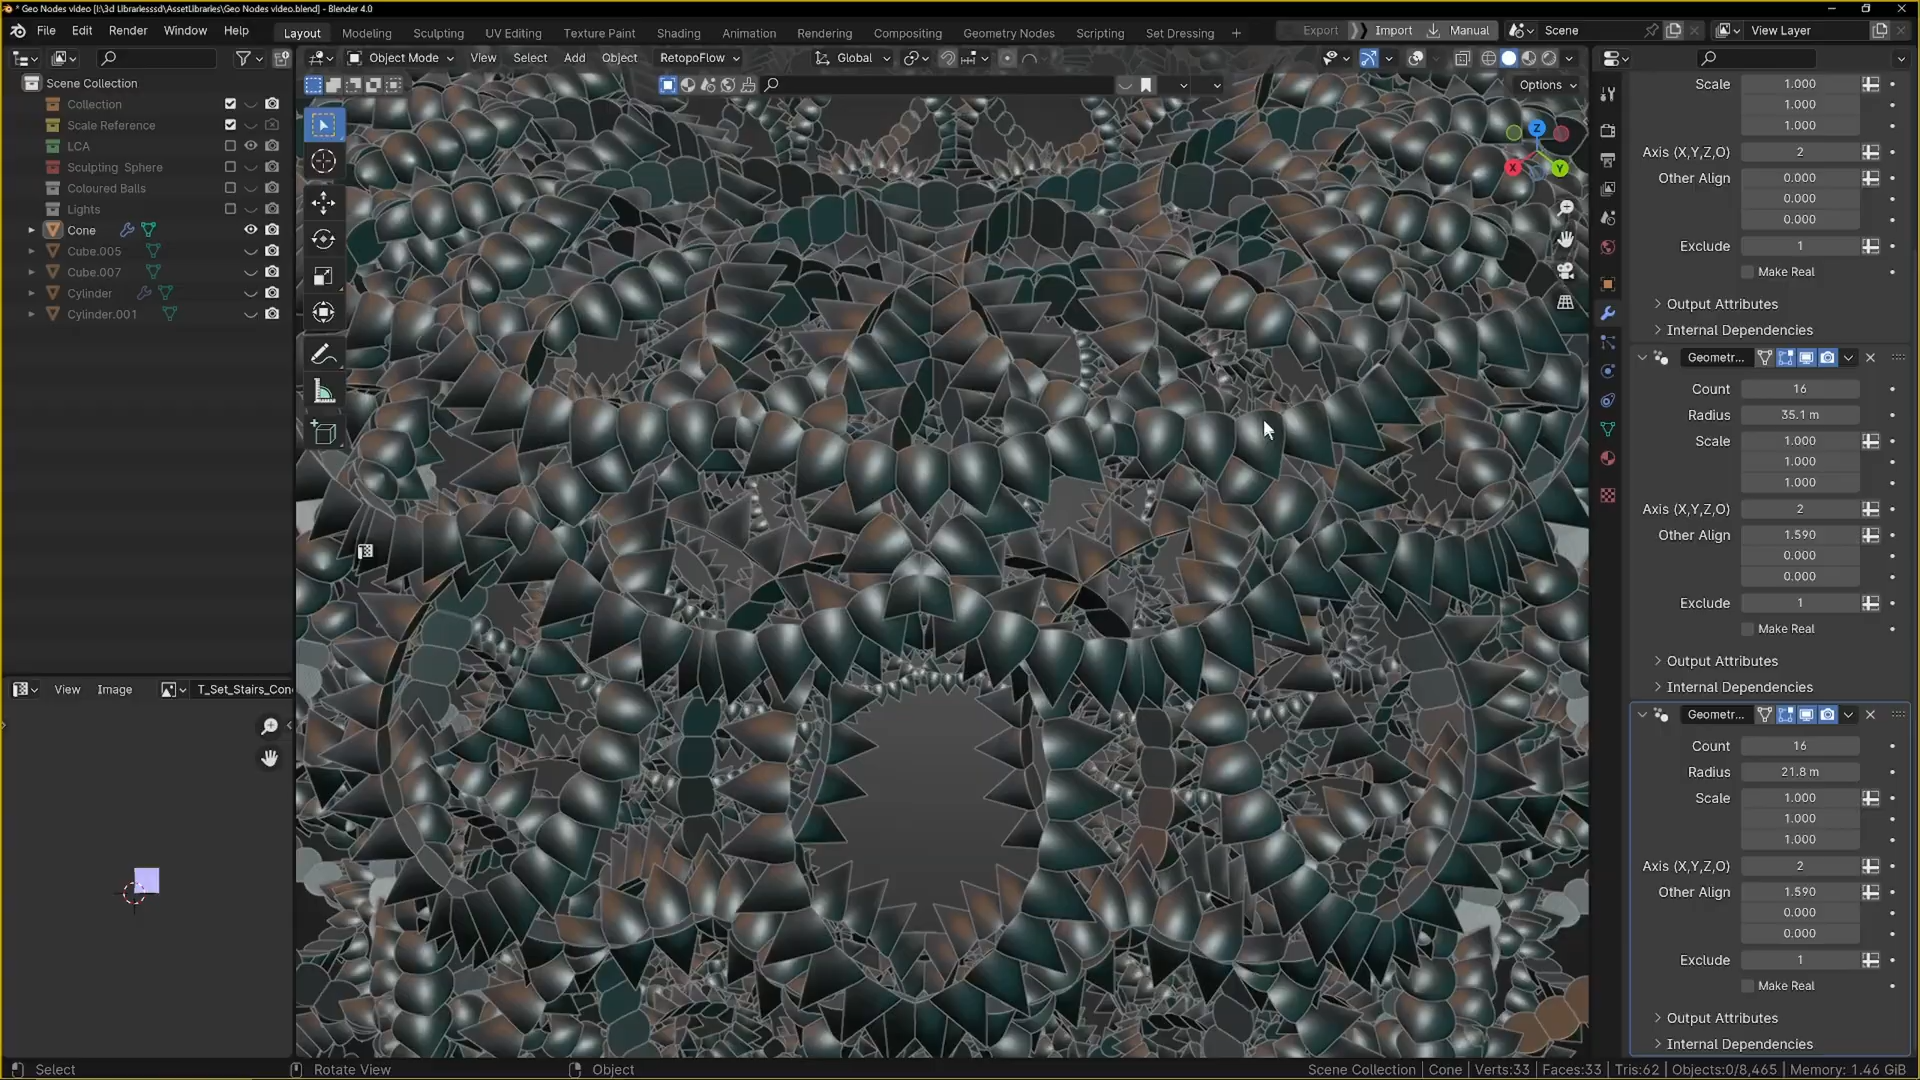 * Geo Nodes video [I:\3d Librariesssd\AssetLibraries\Geo Nodes video.blend] - Blender 4.0
File Edit Render Window Help
Layout Modeling Sculpting UV Editing Texture Paint Shading Animation Rendering Compositing Geometry Nodes Scripting Set Dressing +
Export Import Manual Scene View Layer
Object Mode View Select Add Object RetopoFlow Global
Options
Scene Collection
Collection
Scale Reference
LCA
Sculpting Sphere
Coloured Balls
Lights
Cone
Cube.005
Cube.007
Cylinder
Cylinder.001
View Image T_Set_Stairs_Con
Z
X Y
Scale 1.000
1.000
1.000
Axis (X,Y,Z,O) 2
Other Align 0.000
0.000
0.000
Exclude 1
Make Real
Output Attributes
Internal Dependencies
Geometr...
Count 16
Radius 35.1 m
Scale 1.000
1.000
1.000
Axis (X,Y,Z,O) 2
Other Align 1.590
0.000
0.000
Exclude 1
Make Real
Output Attributes
Internal Dependencies
Geometr...
Count 16
Radius 21.8 m
Scale 1.000
1.000
1.000
Axis (X,Y,Z,O) 2
Other Align 1.590
0.000
0.000
Exclude 1
Make Real
Output Attributes
Internal Dependencies
Select Rotate View Object
Scene Collection | Cone | Verts:33 | Faces:33 | Tris:62 | Objects:0/8,465 | Memory: 1.46 GiB